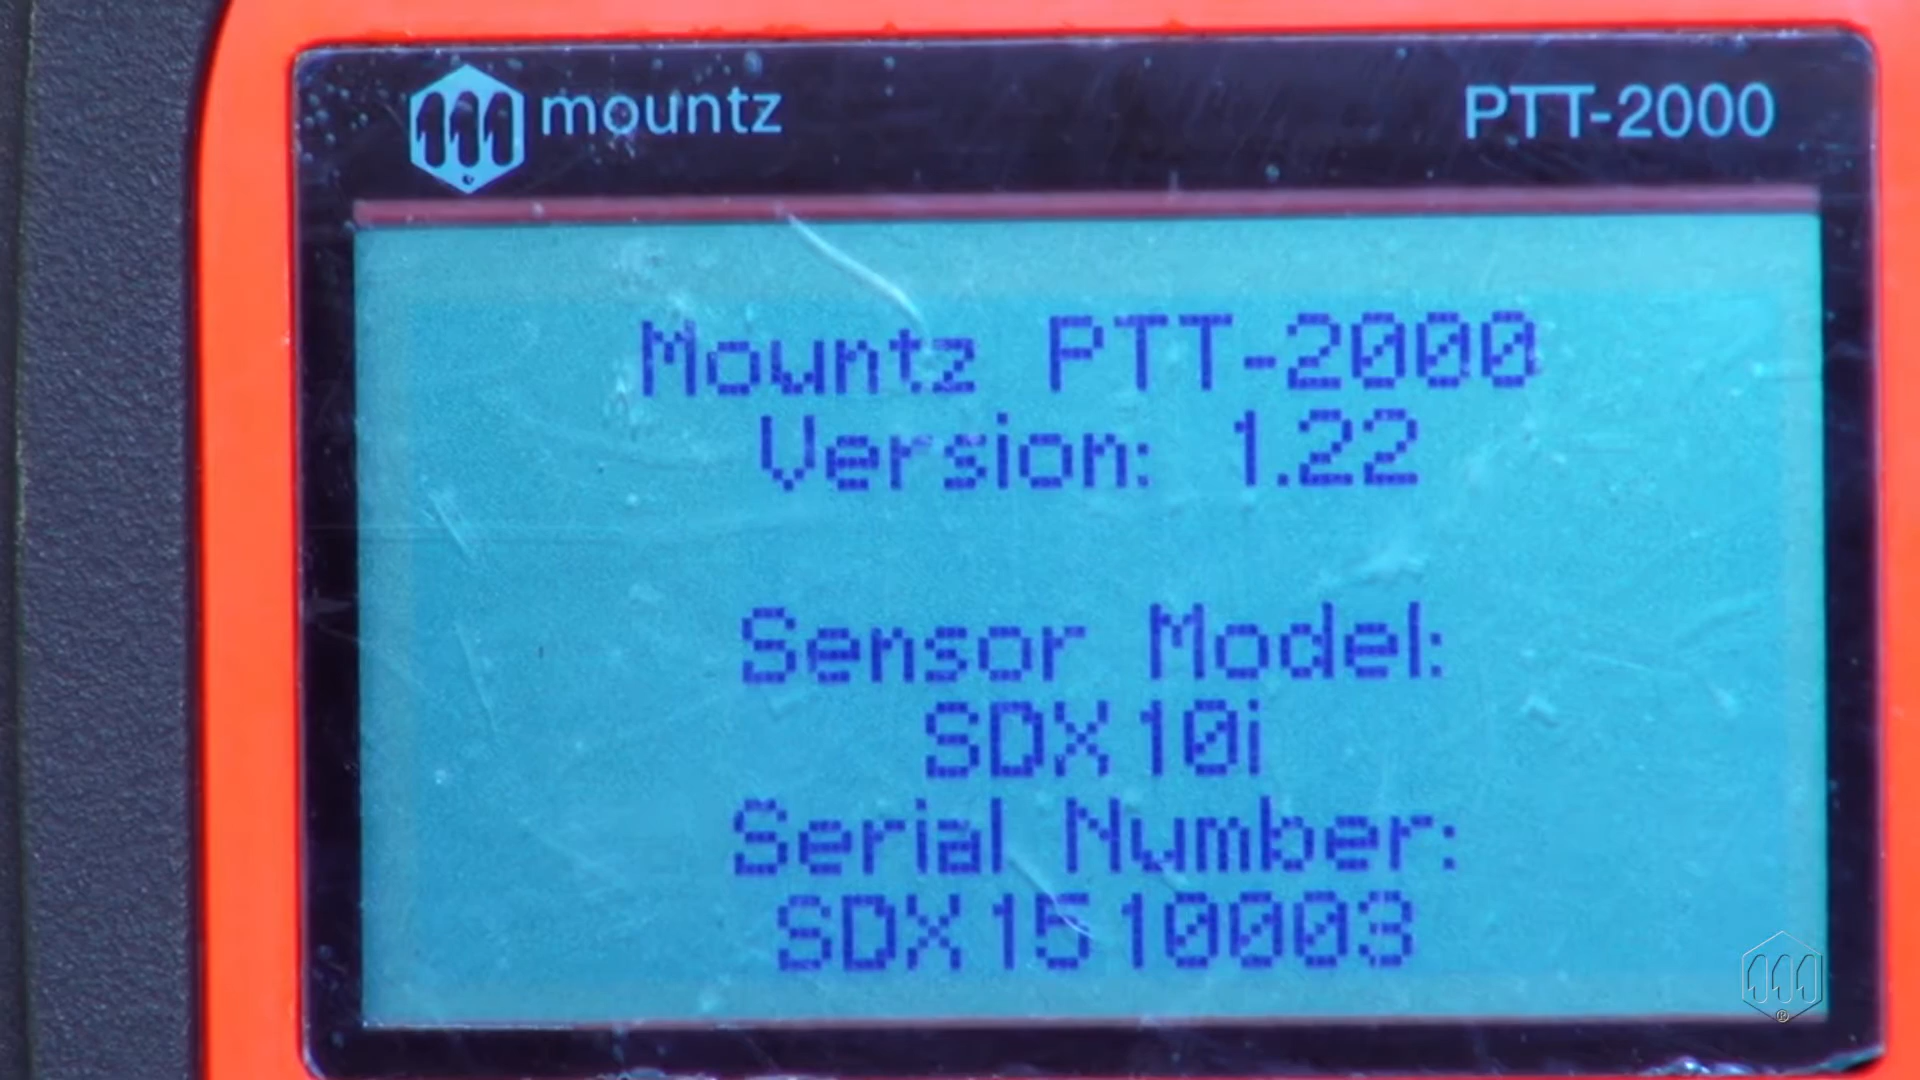 mountz
PTT-2000
Mountz PTT-2000
Version: 1.22
Sensor Model:
SDX10i
Serial Number:
SDX1510003
®